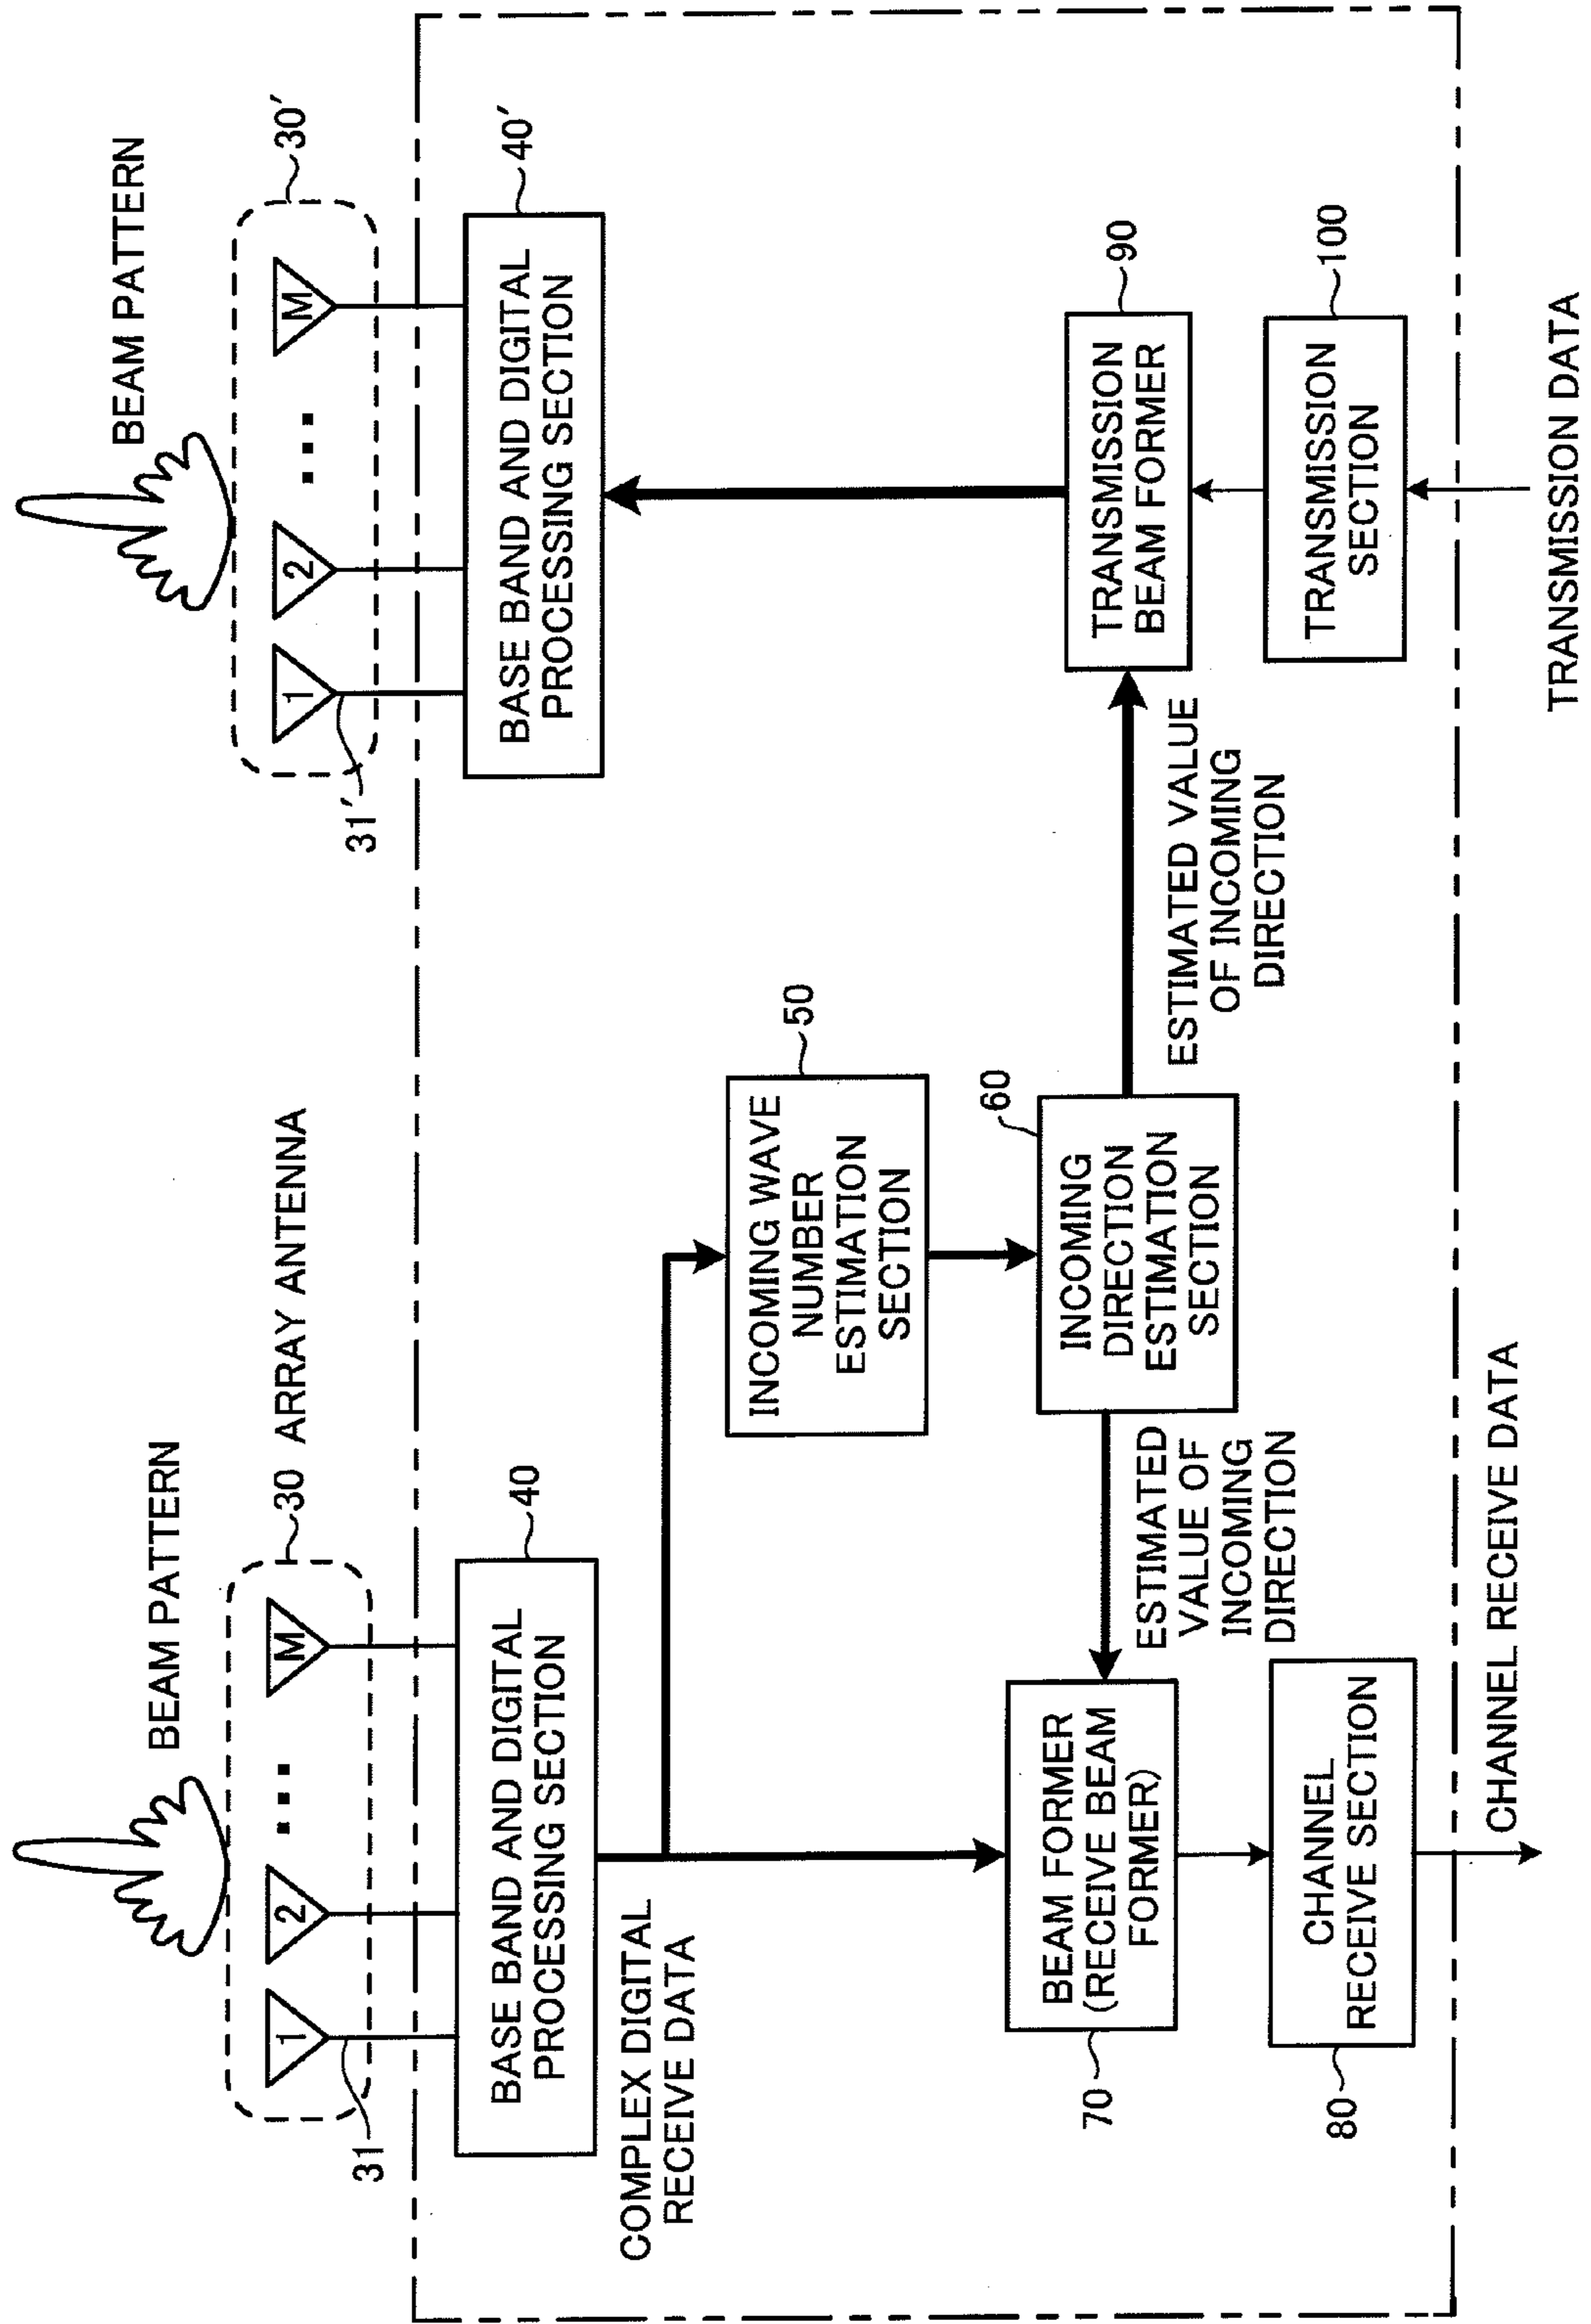 BEAM PATTERN
30 ARRAY ANTENNA
1
2
...
M
31
40
BASE BAND AND DIGITAL
PROCESSING SECTION
COMPLEX DIGITAL
RECEIVE DATA
BEAM PATTERN
30′
1
2
...
M
31′
40′
BASE BAND AND DIGITAL
PROCESSING SECTION
50
INCOMING WAVE
NUMBER
ESTIMATION
SECTION
60
INCOMING
DIRECTION
ESTIMATION
SECTION
ESTIMATED
VALUE OF
INCOMING
DIRECTION
ESTIMATED VALUE
OF INCOMING
DIRECTION
70
BEAM FORMER
(RECEIVE BEAM
FORMER)
80
CHANNEL
RECEIVE SECTION
CHANNEL RECEIVE DATA
90
TRANSMISSION
BEAM FORMER
100
TRANSMISSION
SECTION
TRANSMISSION DATA